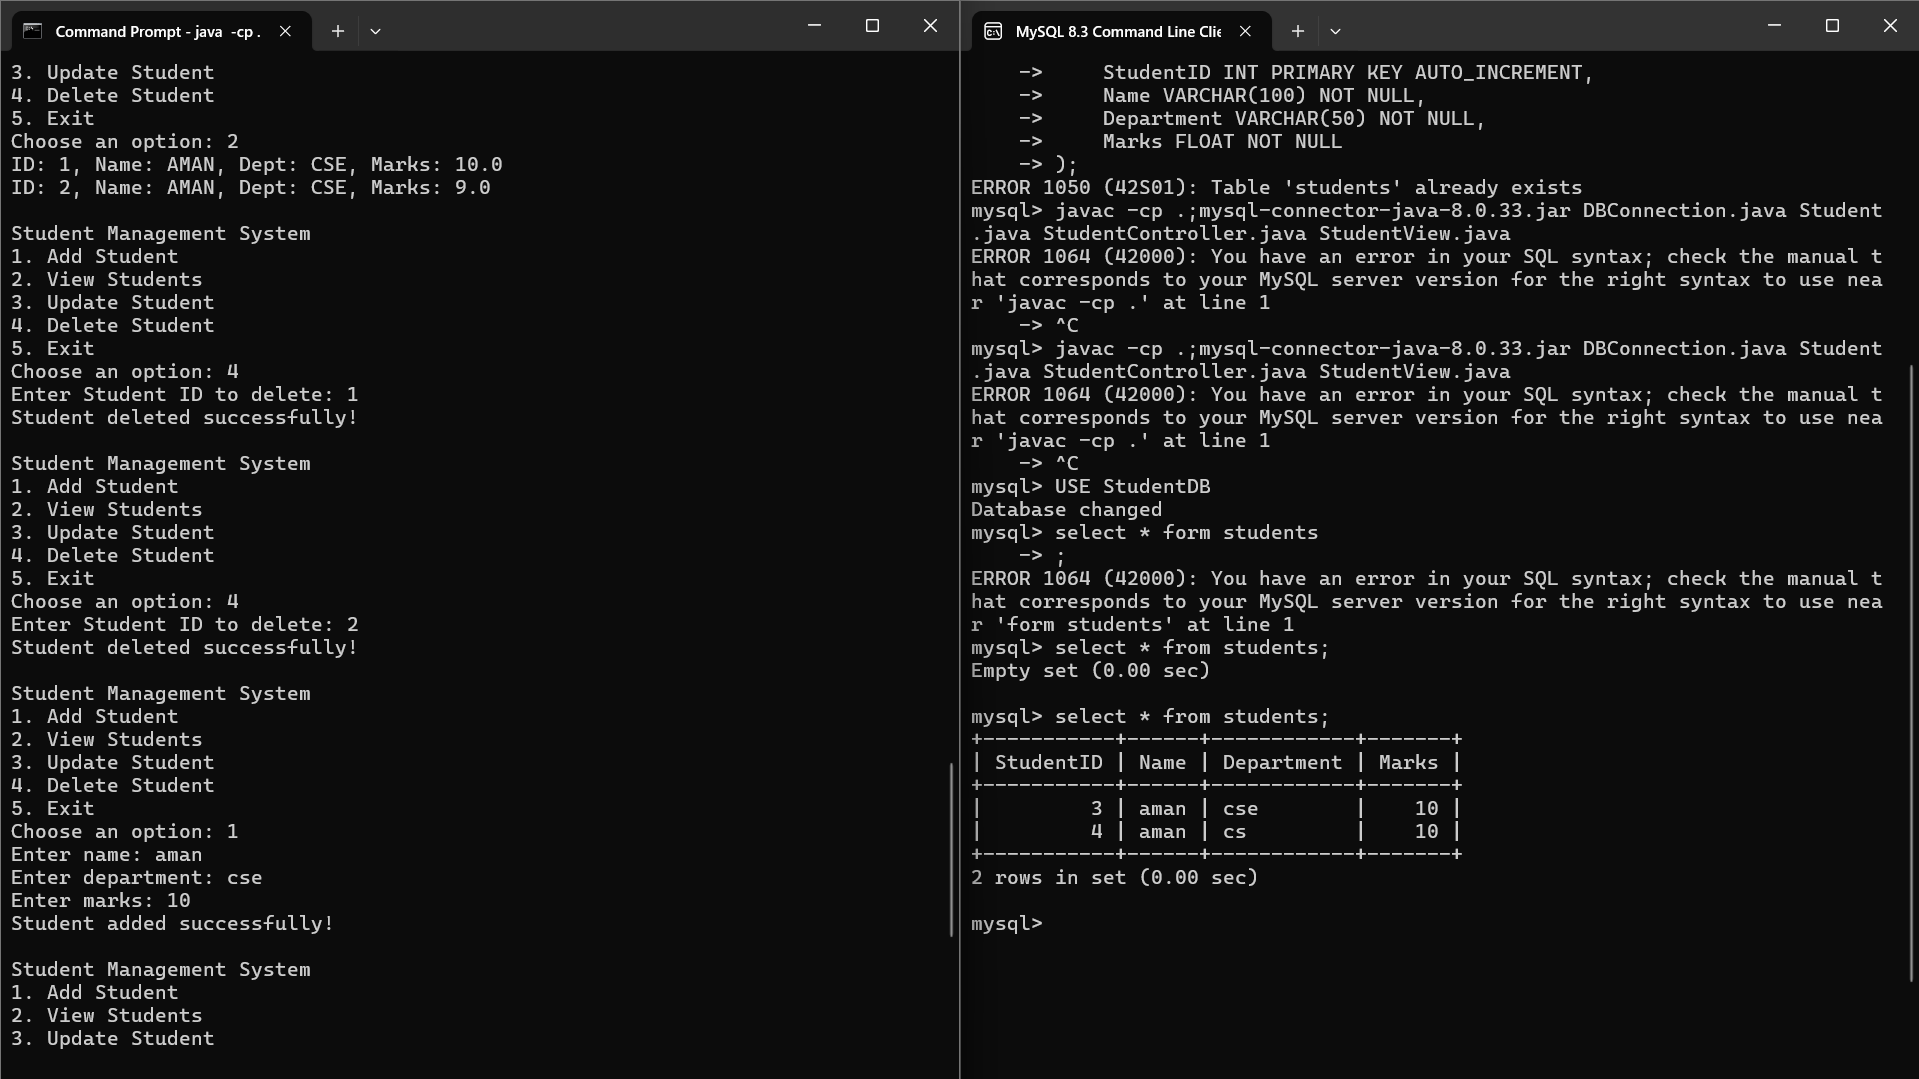 Command Prompt - java  -cp .
3. Update Student
4. Delete Student
5. Exit
Choose an option: 2
ID: 1, Name: AMAN, Dept: CSE, Marks: 10.0
ID: 2, Name: AMAN, Dept: CSE, Marks: 9.0
Student Management System
1. Add Student
2. View Students
3. Update Student
4. Delete Student
5. Exit
Choose an option: 4
Enter Student ID to delete: 1
Student deleted successfully!
Student Management System
1. Add Student
2. View Students
3. Update Student
4. Delete Student
5. Exit
Choose an option: 4
Enter Student ID to delete: 2
Student deleted successfully!
Student Management System
1. Add Student
2. View Students
3. Update Student
4. Delete Student
5. Exit
Choose an option: 1
Enter name: aman
Enter department: cse
Enter marks: 10
Student added successfully!
Student Management System
1. Add Student
2. View Students
3. Update Student
MySQL 8.3 Command Line Clie
    ->     StudentID INT PRIMARY KEY AUTO_INCREMENT,
    ->     Name VARCHAR(100) NOT NULL,
    ->     Department VARCHAR(50) NOT NULL,
    ->     Marks FLOAT NOT NULL
    -> );
ERROR 1050 (42S01): Table 'students' already exists
mysql> javac -cp .;mysql-connector-java-8.0.33.jar DBConnection.java Student
.java StudentController.java StudentView.java
ERROR 1064 (42000): You have an error in your SQL syntax; check the manual t
hat corresponds to your MySQL server version for the right syntax to use nea
r 'javac -cp .' at line 1
    -> ^C
mysql> javac -cp .;mysql-connector-java-8.0.33.jar DBConnection.java Student
.java StudentController.java StudentView.java
ERROR 1064 (42000): You have an error in your SQL syntax; check the manual t
hat corresponds to your MySQL server version for the right syntax to use nea
r 'javac -cp .' at line 1
    -> ^C
mysql> USE StudentDB
Database changed
mysql> select * form students
    -> ;
ERROR 1064 (42000): You have an error in your SQL syntax; check the manual t
hat corresponds to your MySQL server version for the right syntax to use nea
r 'form students' at line 1
mysql> select * from students;
Empty set (0.00 sec)
mysql> select * from students;
+-----------+------+------------+-------+
| StudentID | Name | Department | Marks |
+-----------+------+------------+-------+
|         3 | aman | cse        |    10 |
|         4 | aman | cs         |    10 |
+-----------+------+------------+-------+
2 rows in set (0.00 sec)
mysql>